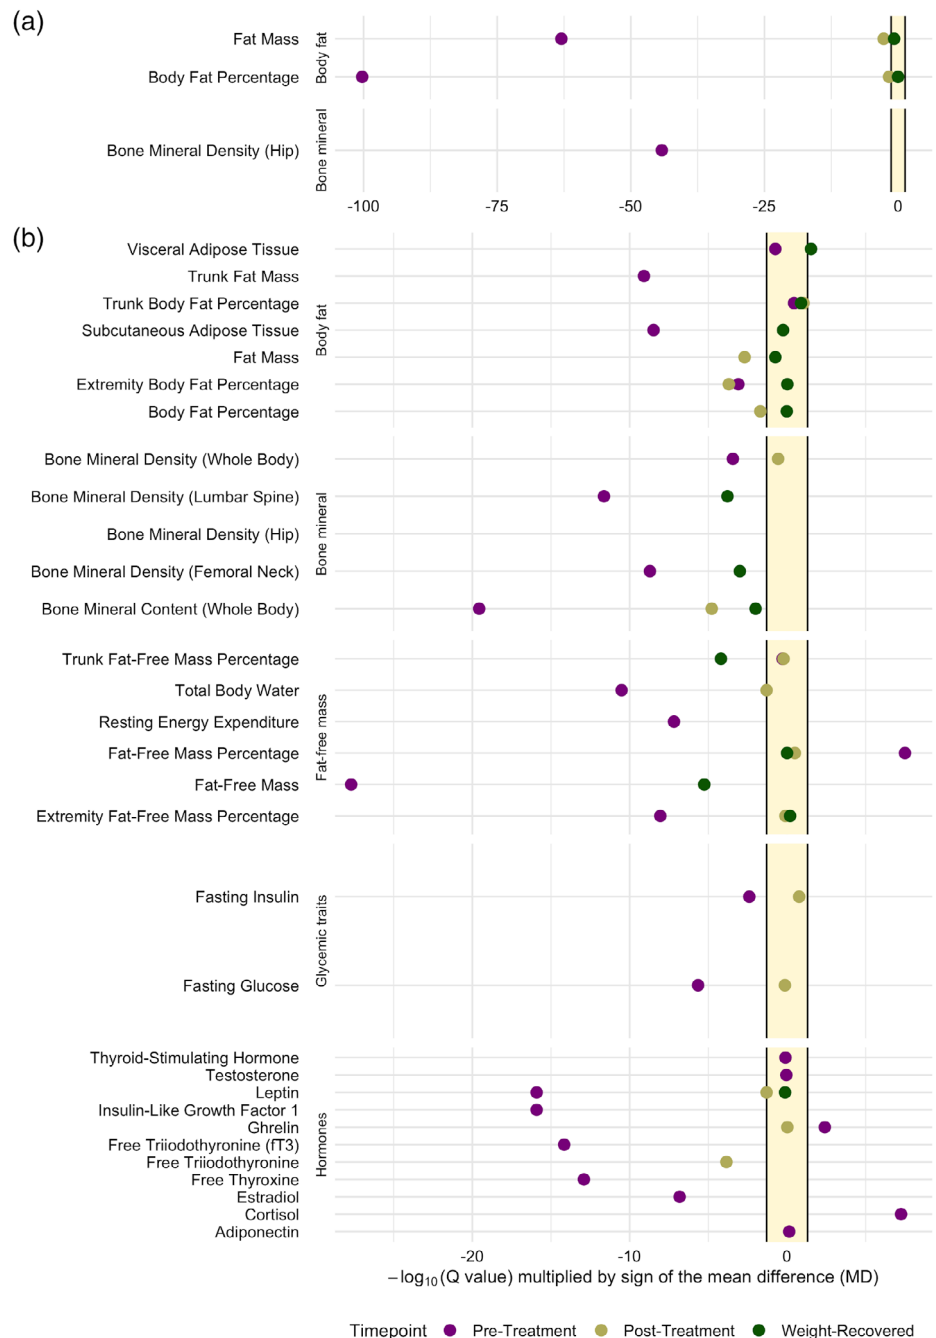 (a)
Fat Mass
Body Fat Percentage
Body fat
Bone Mineral Density (Hip)
Bone mineral
-100 -75 -50 -25 0
(b)
Visceral Adipose Tissue
Trunk Fat Mass
Trunk Body Fat Percentage
Subcutaneous Adipose Tissue
Fat Mass
Extremity Body Fat Percentage
Body Fat Percentage
Body fat
Bone Mineral Density (Whole Body)
Bone Mineral Density (Lumbar Spine)
Bone Mineral Density (Hip)
Bone Mineral Density (Femoral Neck)
Bone Mineral Content (Whole Body)
Bone mineral
Trunk Fat-Free Mass Percentage
Total Body Water
Resting Energy Expenditure
Fat-Free Mass Percentage
Fat-Free Mass
Extremity Fat-Free Mass Percentage
Fat-free mass
Fasting Insulin
Fasting Glucose
Glycemic traits
Thyroid-Stimulating Hormone
Testosterone
Leptin
Insulin-Like Growth Factor 1
Ghrelin
Free Triiodothyronine (fT3)
Free Triiodothyronine
Free Thyroxine
Estradiol
Cortisol
Adiponectin
Hormones
-20 -10 0
−log10(Q value) multiplied by sign of the mean difference (MD)
Timepoint Pre-Treatment Post-Treatment Weight-Recovered